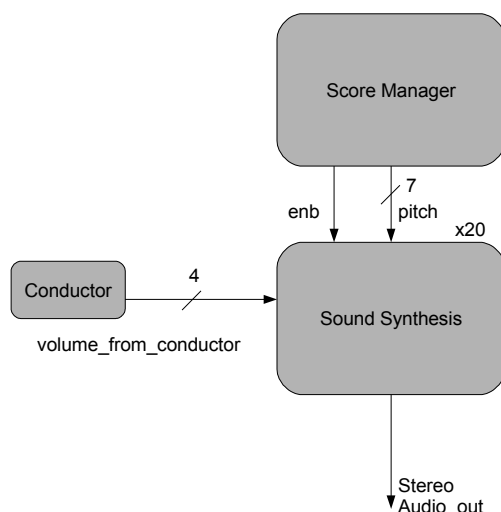 Score Manager
7
enb
pitch
x20
4
Conductor
Sound Synthesis
volume_from_conductor
Stereo
Audio_out